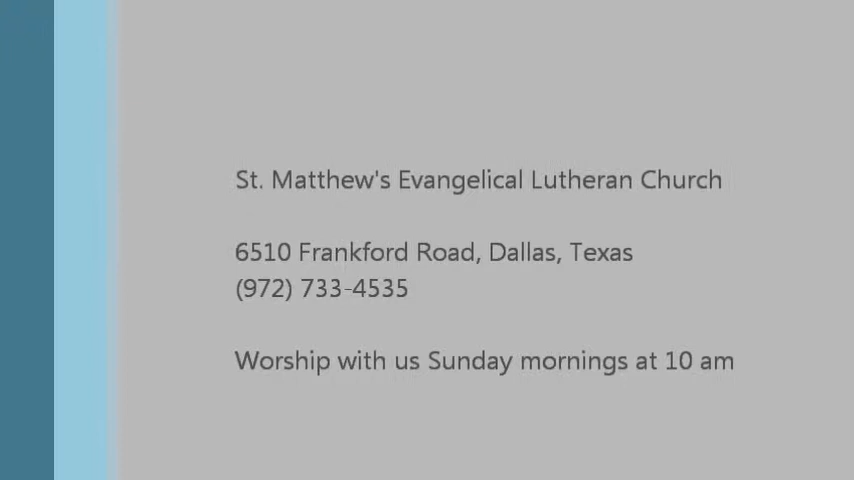 St. Matthew's Evangelical Lutheran Church
6510 Frankford Road, Dallas, Texas
(972) 733-4535
Worship with us Sunday mornings at 10 am